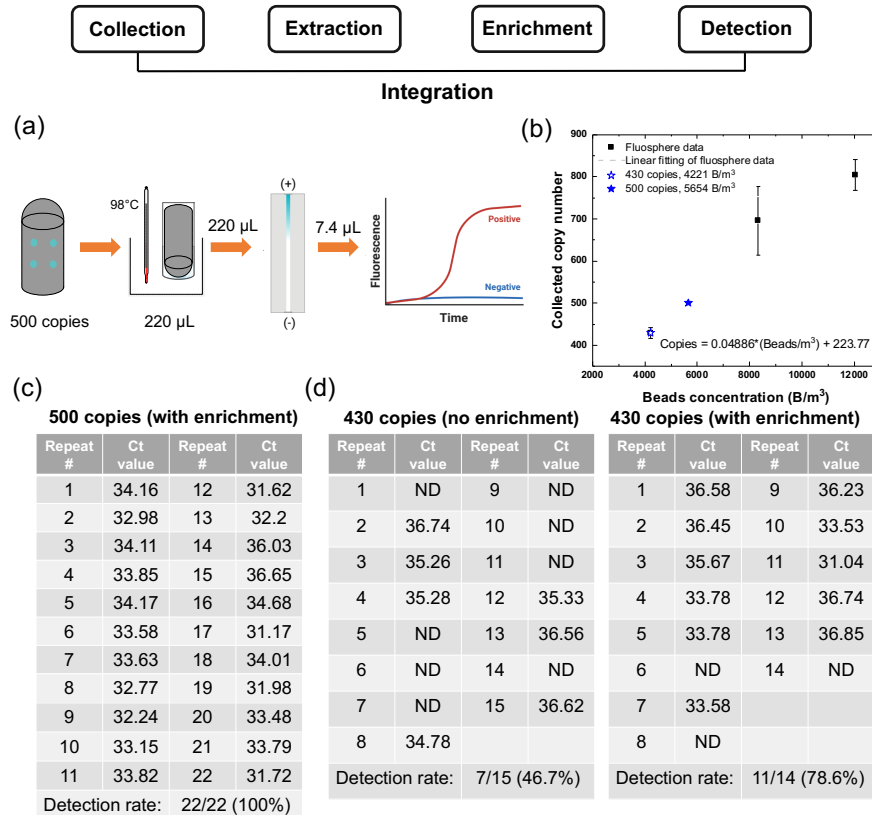 Collection Extraction Enrichment Detection
Integration
(a)
98°C
500 copies
220 µL
220 µL
(+)
(-)
7.4 µL
Fluorescence
Positive
Negative
Time
(b)
Collected copy number
900
800
700
600
500
400
Fluosphere data
Linear fitting of fluosphere data
430 copies, 4221 B/m³
500 copies, 5654 B/m³
Copies = 0.04886*(Beads/m³) + 223.77
2000 4000 6000 8000 10000 12000
Beads concentration (B/m³)
(c)
500 copies (with enrichment)
Repeat # Ct value Repeat # Ct value
1 34.16 12 31.62
2 32.98 13 32.2
3 34.11 14 36.03
4 33.85 15 36.65
5 34.17 16 34.68
6 33.58 17 31.17
7 33.63 18 34.01
8 32.77 19 31.98
9 32.24 20 33.48
10 33.15 21 33.79
11 33.82 22 31.72
Detection rate: 22/22 (100%)
(d)
430 copies (no enrichment)
Repeat # Ct value Repeat # Ct value
1 ND 9 ND
2 36.74 10 ND
3 35.26 11 ND
4 35.28 12 35.33
5 ND 13 36.56
6 ND 14 ND
7 ND 15 36.62
8 34.78
Detection rate: 7/15 (46.7%)
430 copies (with enrichment)
Repeat # Ct value Repeat # Ct value
1 36.58 9 36.23
2 36.45 10 33.53
3 35.67 11 31.04
4 33.78 12 36.74
5 33.78 13 36.85
6 ND 14 ND
7 33.58
8 ND
Detection rate: 11/14 (78.6%)